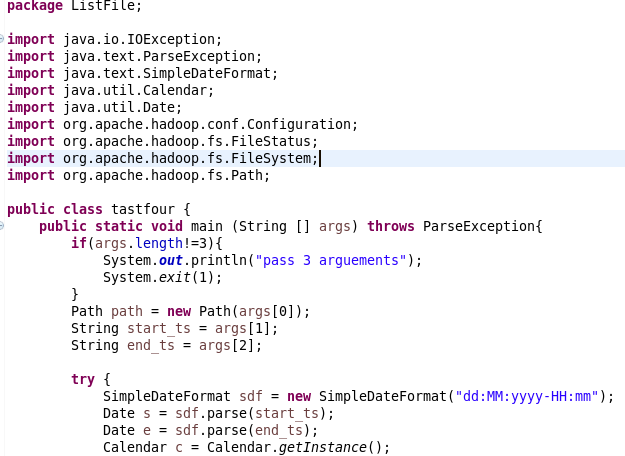 package ListFile;
import java.io.IOException;
import java.text.ParseException;
import java.text.SimpleDateFormat;
import java.util.Calendar;
import java.util.Date;
import org.apache.hadoop.conf.Configuration;
import org.apache.hadoop.fs.FileStatus;
import org.apache.hadoop.fs.FileSystem;
import org.apache.hadoop.fs.Path;
public class tastfour {
public static void main (String [] args) throws ParseException{
if(args.length!=3){
System.out.println("pass 3 arguements");
System.exit(1);
}
Path path = new Path(args[0]);
String start_ts = args[1];
String end_ts = args[2];
try {
SimpleDateFormat sdf = new SimpleDateFormat("dd:MM:yyyy-HH:mm");
Date s = sdf.parse(start_ts);
Date e = sdf.parse(end_ts);
Calendar c = Calendar.getInstance();